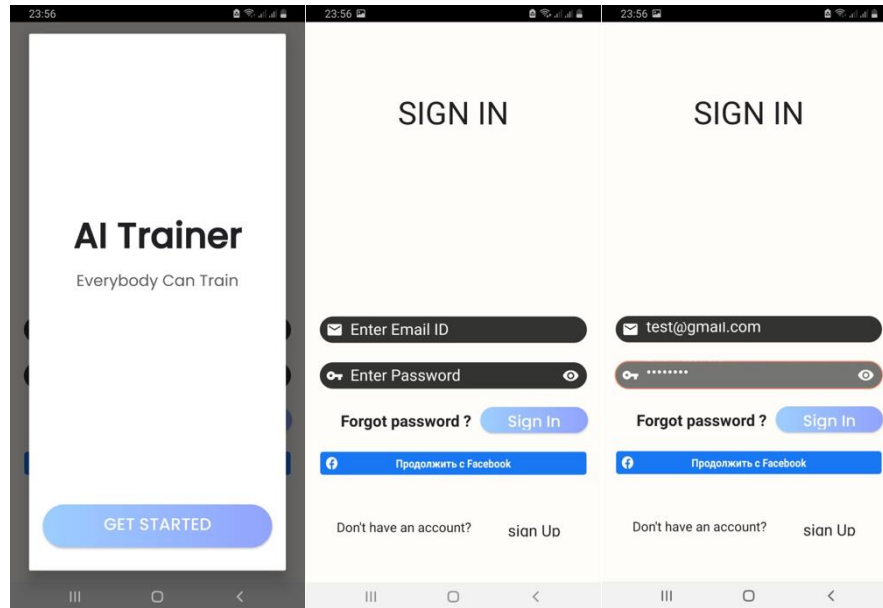 23:56
AI Trainer
Everybody Can Train
GET STARTED
23:56
SIGN IN
Enter Email ID
Enter Password
Forgot password ?
Sign In
Продолжить с Facebook
Don't have an account?
sign Up
23:56
SIGN IN
test@gmail.com
••••••••
Forgot password ?
Sign In
Продолжить с Facebook
Don't have an account?
sign Up